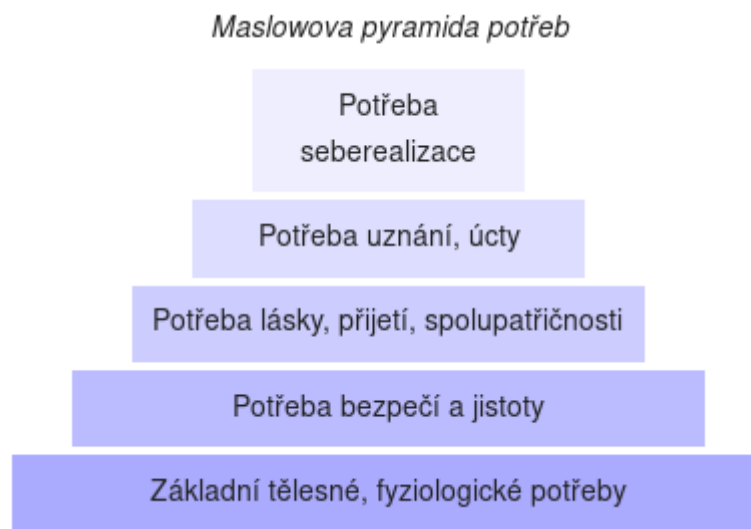 Maslowova pyramida potřeb
Potřeba
seberealizace
Potřeba uznání, úcty
Potřeba lásky, přijetí, spolupatřičnosti
Potřeba bezpečí a jistoty
Základní tělesné, fyziologické potřeby